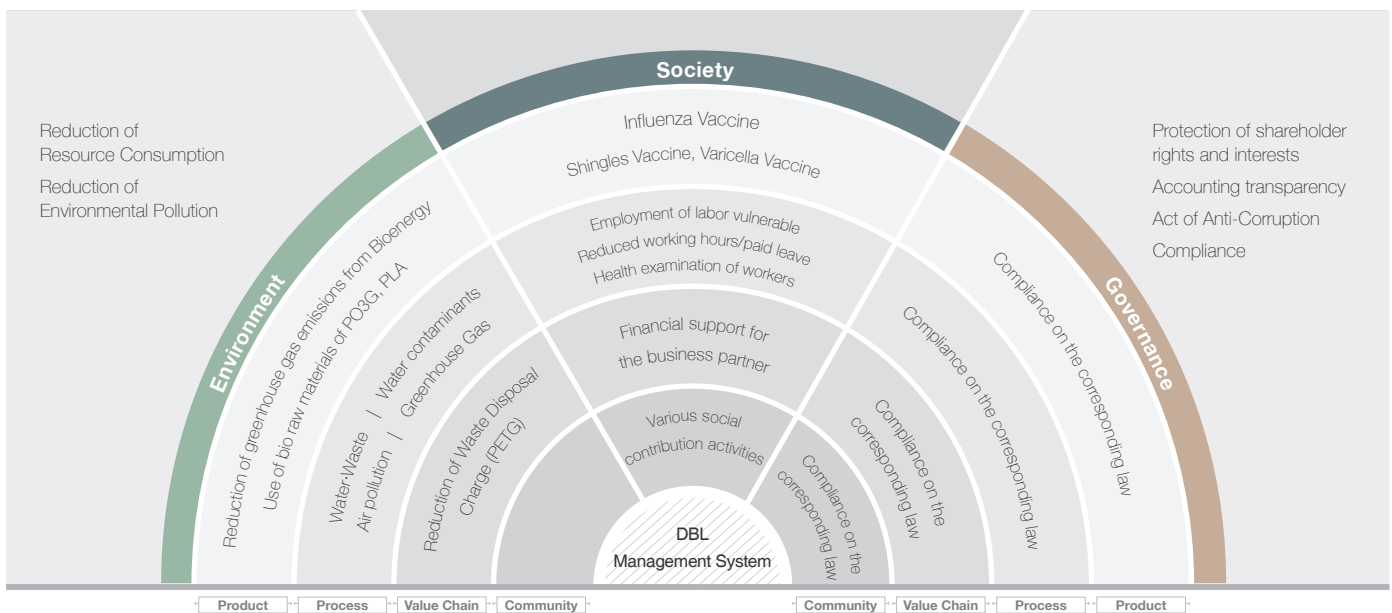 Society
Environment
Governance
Reduction of
Resource Consumption
Reduction of
Environmental Pollution
Protection of shareholder
rights and interests
Accounting transparency
Act of Anti-Corruption
Compliance
Influenza Vaccine
Shingles Vaccine, Varicella Vaccine
Employment of labor vulnerable
Reduced working hours/paid leave
Health examination of workers
Financial support for
the business partner
Various social
contribution activities
Reduction of greenhouse gas emissions from Bioenergy
Use of bio raw materials of PO3G, PLA
Water·Waste | Water contaminants
Air pollution | Greenhouse Gas
Reduction of Waste Disposal
Charge (PETG)
Compliance on the corresponding law
Compliance on the corresponding law
Compliance on the
corresponding law
Compliance on the
corresponding law
DBL
Management System
Product Process Value Chain Community Community Value Chain Process Product